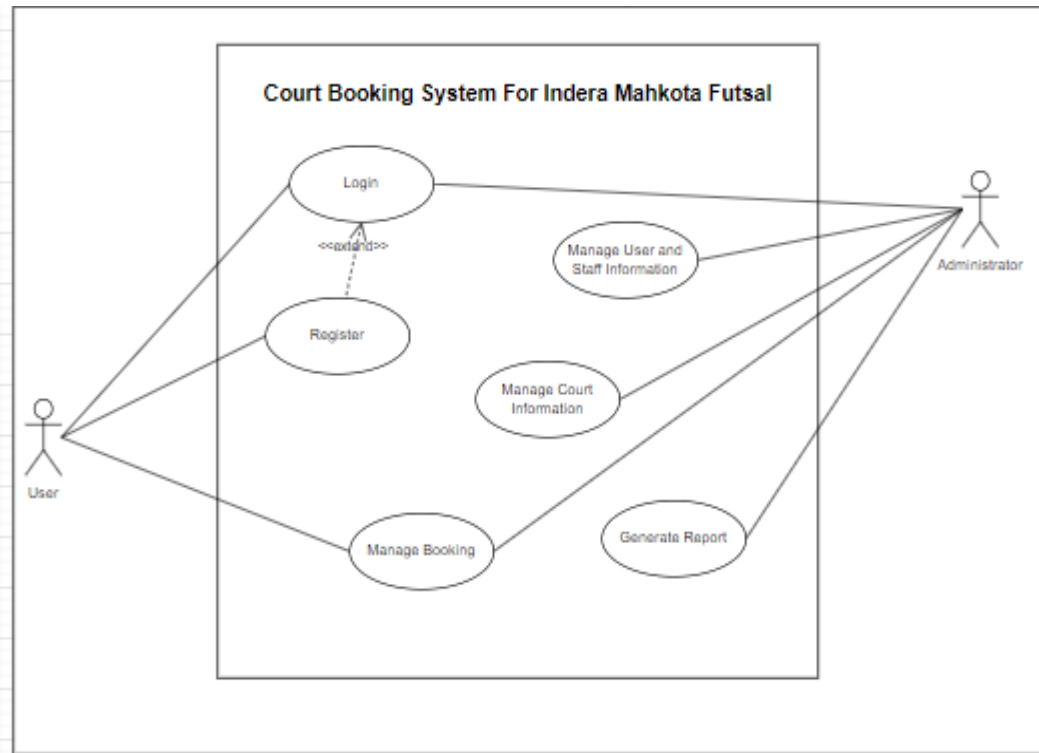 Court Booking System For Indera Mahkota Futsal
Login
<<extend>>
Manage User and
Staff Information
Administrator
Register
Manage Court
Information
User
Manage Booking
Generate Report